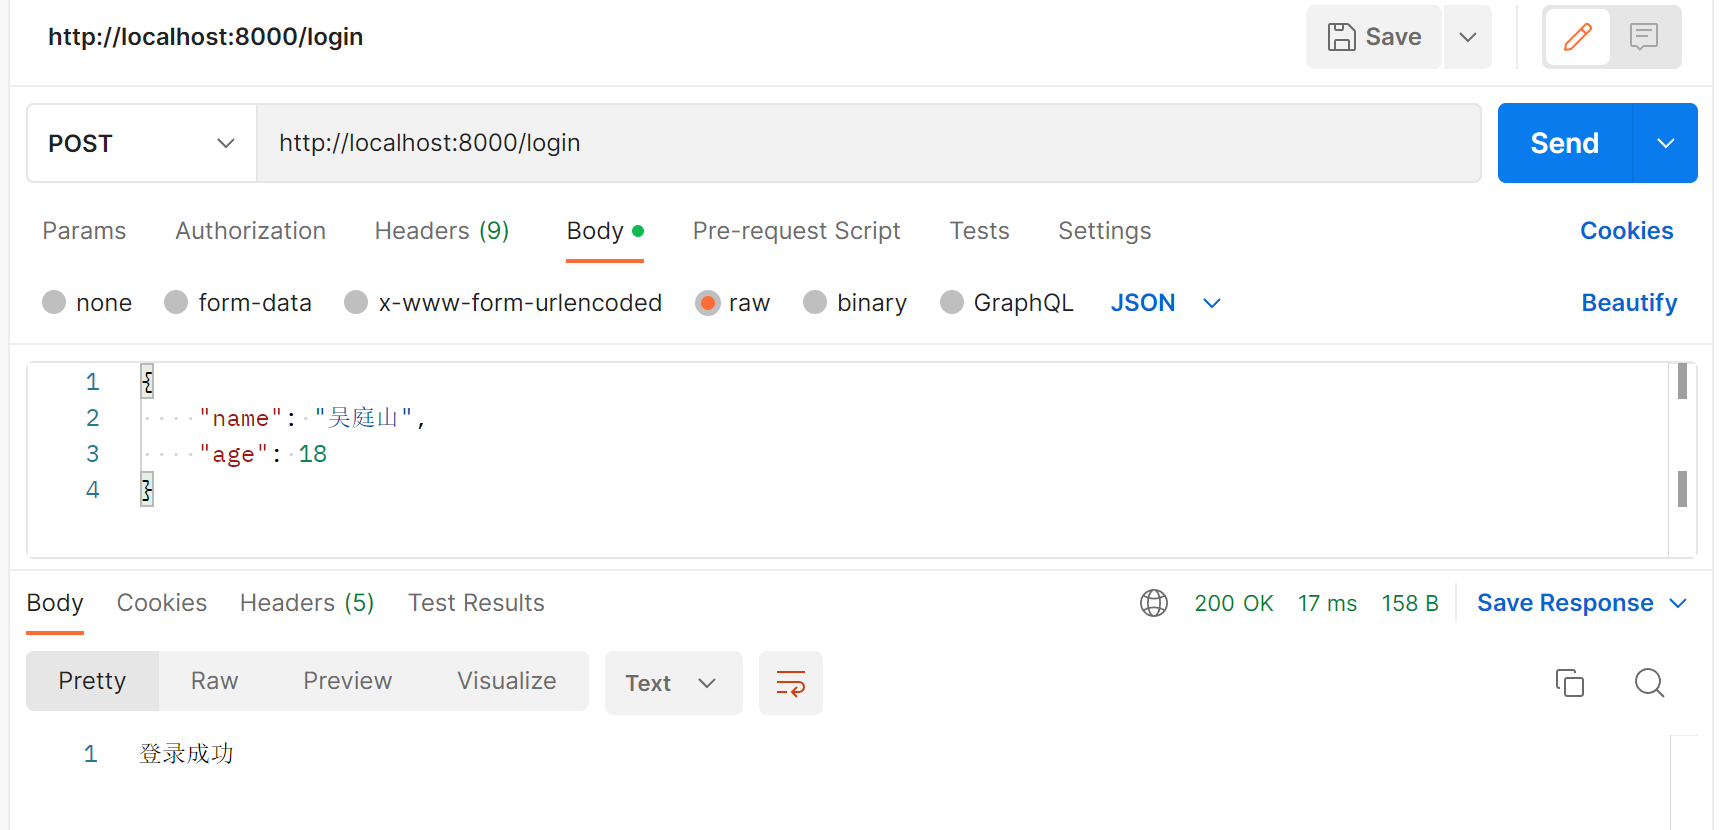 http://localhost:8000/login
Save
POST
http://localhost:8000/login
Send
Params Authorization Headers (9) Body Pre-request Script Tests Settings Cookies
none form-data x-www-form-urlencoded raw binary GraphQL JSON Beautify
1 {
2 "name": "吴庭山",
3 "age": 18
4 }
Body Cookies Headers (5) Test Results 200 OK 17 ms 158 B Save Response
Pretty Raw Preview Visualize Text
1 登录成功